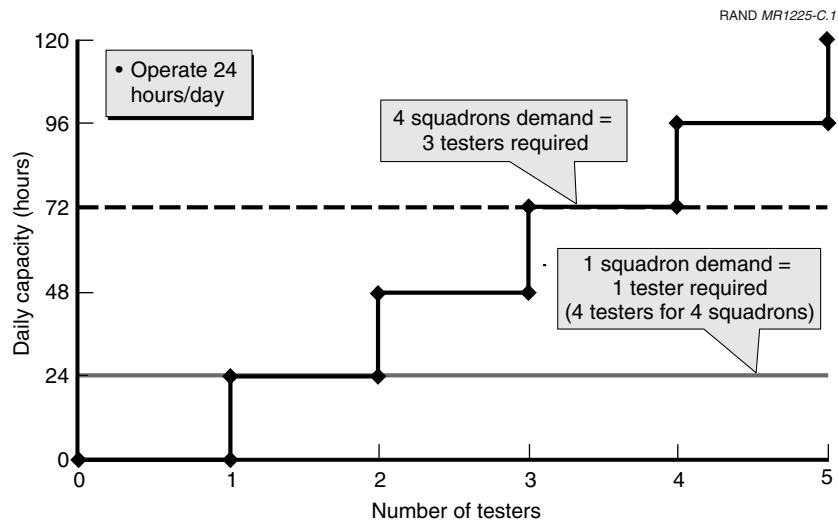 RAND MR1225-C.1
120
96
72
48
24
0
Daily capacity (hours)
• Operate 24
hours/day
4 squadrons demand =
3 testers required
1 squadron demand =
1 tester required
(4 testers for 4 squadrons)
0 1 2 3 4 5
Number of testers